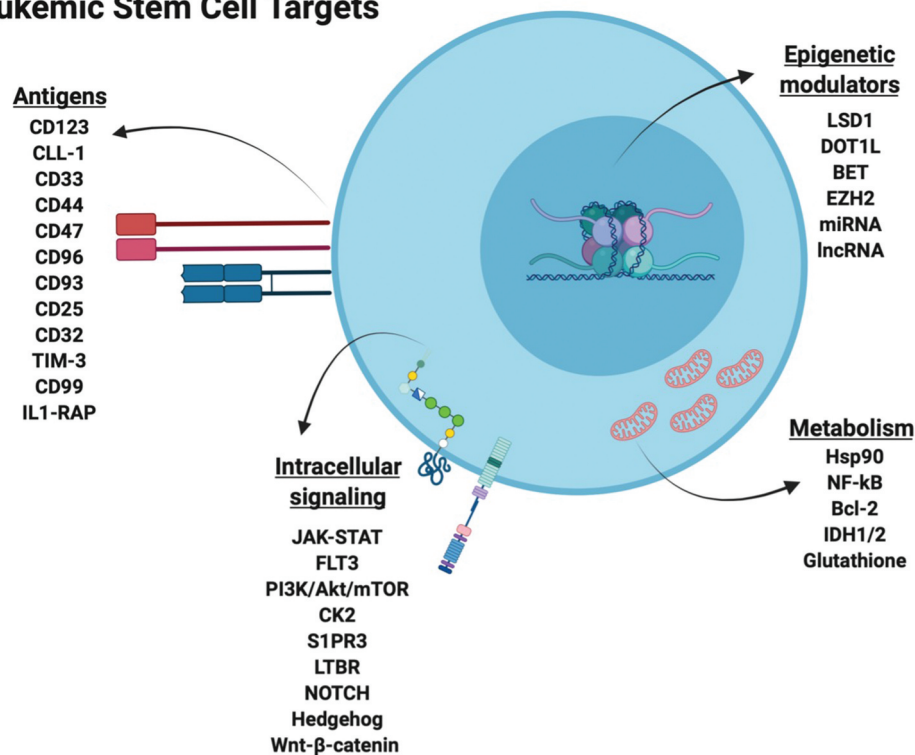 ukemic Stem Cell Targets
Antigens
CD123
CLL-1
CD33
CD44
CD47
CD96
CD93
CD25
CD32
TIM-3
CD99
IL1-RAP
Epigenetic
modulators
LSD1
DOT1L
BET
EZH2
miRNA
lncRNA
Intracellular
signaling
JAK-STAT
FLT3
PI3K/Akt/mTOR
CK2
S1PR3
LTBR
NOTCH
Hedgehog
Wnt-β-catenin
Metabolism
Hsp90
NF-kB
Bcl-2
IDH1/2
Glutathione